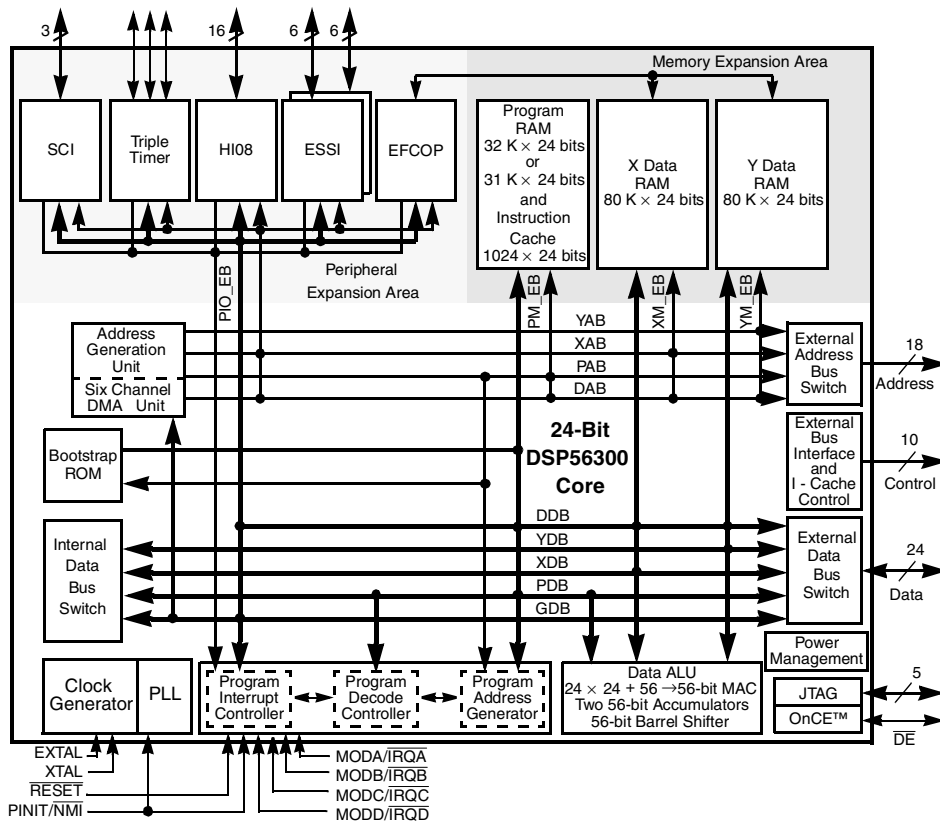 3
16
6
6
Memory Expansion Area
SCI
Triple
Timer
HI08
ESSI
EFCOP
Program
RAM
32 K × 24 bits
or
31 K × 24 bits
and
Instruction
Cache
1024 × 24 bits
X Data
RAM
80 K × 24 bits
Y Data
RAM
80 K × 24 bits
Peripheral
Expansion Area
PIO_EB
PM_EB
XM_EB
YM_EB
Address
Generation
Unit
Six Channel
DMA Unit
YAB
XAB
PAB
DAB
External
Address
Bus
Switch
18
Address
24-Bit
DSP56300
Core
Bootstrap
ROM
External
Bus
Interface
and
I - Cache
Control
10
Control
DDB
YDB
XDB
PDB
GDB
Internal
Data
Bus
Switch
External
Data
Bus
Switch
24
Data
Power
Management
Clock
Generator
PLL
Program
Interrupt
Controller
Program
Decode
Controller
Program
Address
Generator
Data ALU
24 × 24 + 56 →56-bit MAC
Two 56-bit Accumulators
56-bit Barrel Shifter
JTAG
OnCE™
5
DE
EXTAL
XTAL
RESET
PINIT/NMI
MODA/IRQA
MODB/IRQB
MODC/IRQC
MODD/IRQD